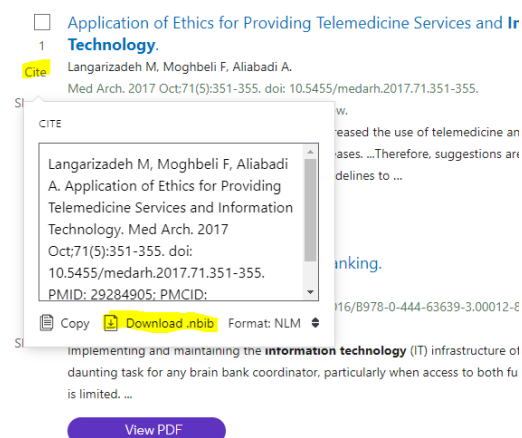 Application of Ethics for Providing Telemedicine Services and
1
Technology.
Cite
Langarizadeh M, Moghbeli F, Aliabadi A.
Med Arch. 2017 Oct;71(5):351-355. doi: 10.5455/medarh.2017.71.351-355.
CITE
reased the use of telemedicine
Langarizadeh M, Moghbeli F, Aliabadi
eases. ...Therefore, suggestions are
A. Application of Ethics for Providing
delines to ...
Telemedicine Services and Information
Technology. Med Arch. 2017
Oct;71(5):351-355. doi:
10.5455/medarh.2017.71.351-355.
anking.
PMID: 29284905; PMCID:
16/B978-0-444-63639-3.00012-8
Copy Download .nbib Format: NLM
Implementing and maintaining the information technology (IT) infrastructure of
daunting task for any brain bank coordinator, particularly when access to both
is limited. ...
View PDF